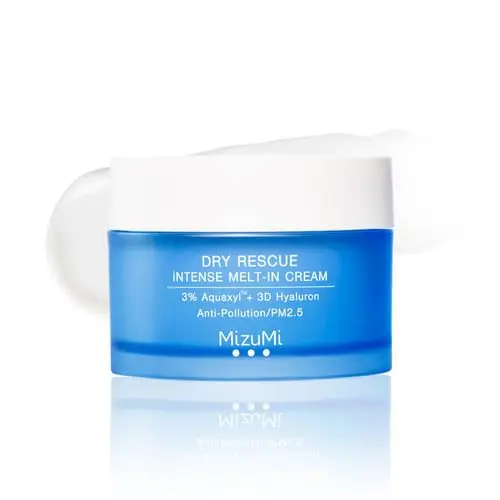 DRY RESCUE
INTENSE MELT-IN CREAM
3% Aquaxyl™+ 3D Hyaluron
Anti-Pollution/PM2.5
MizuMi